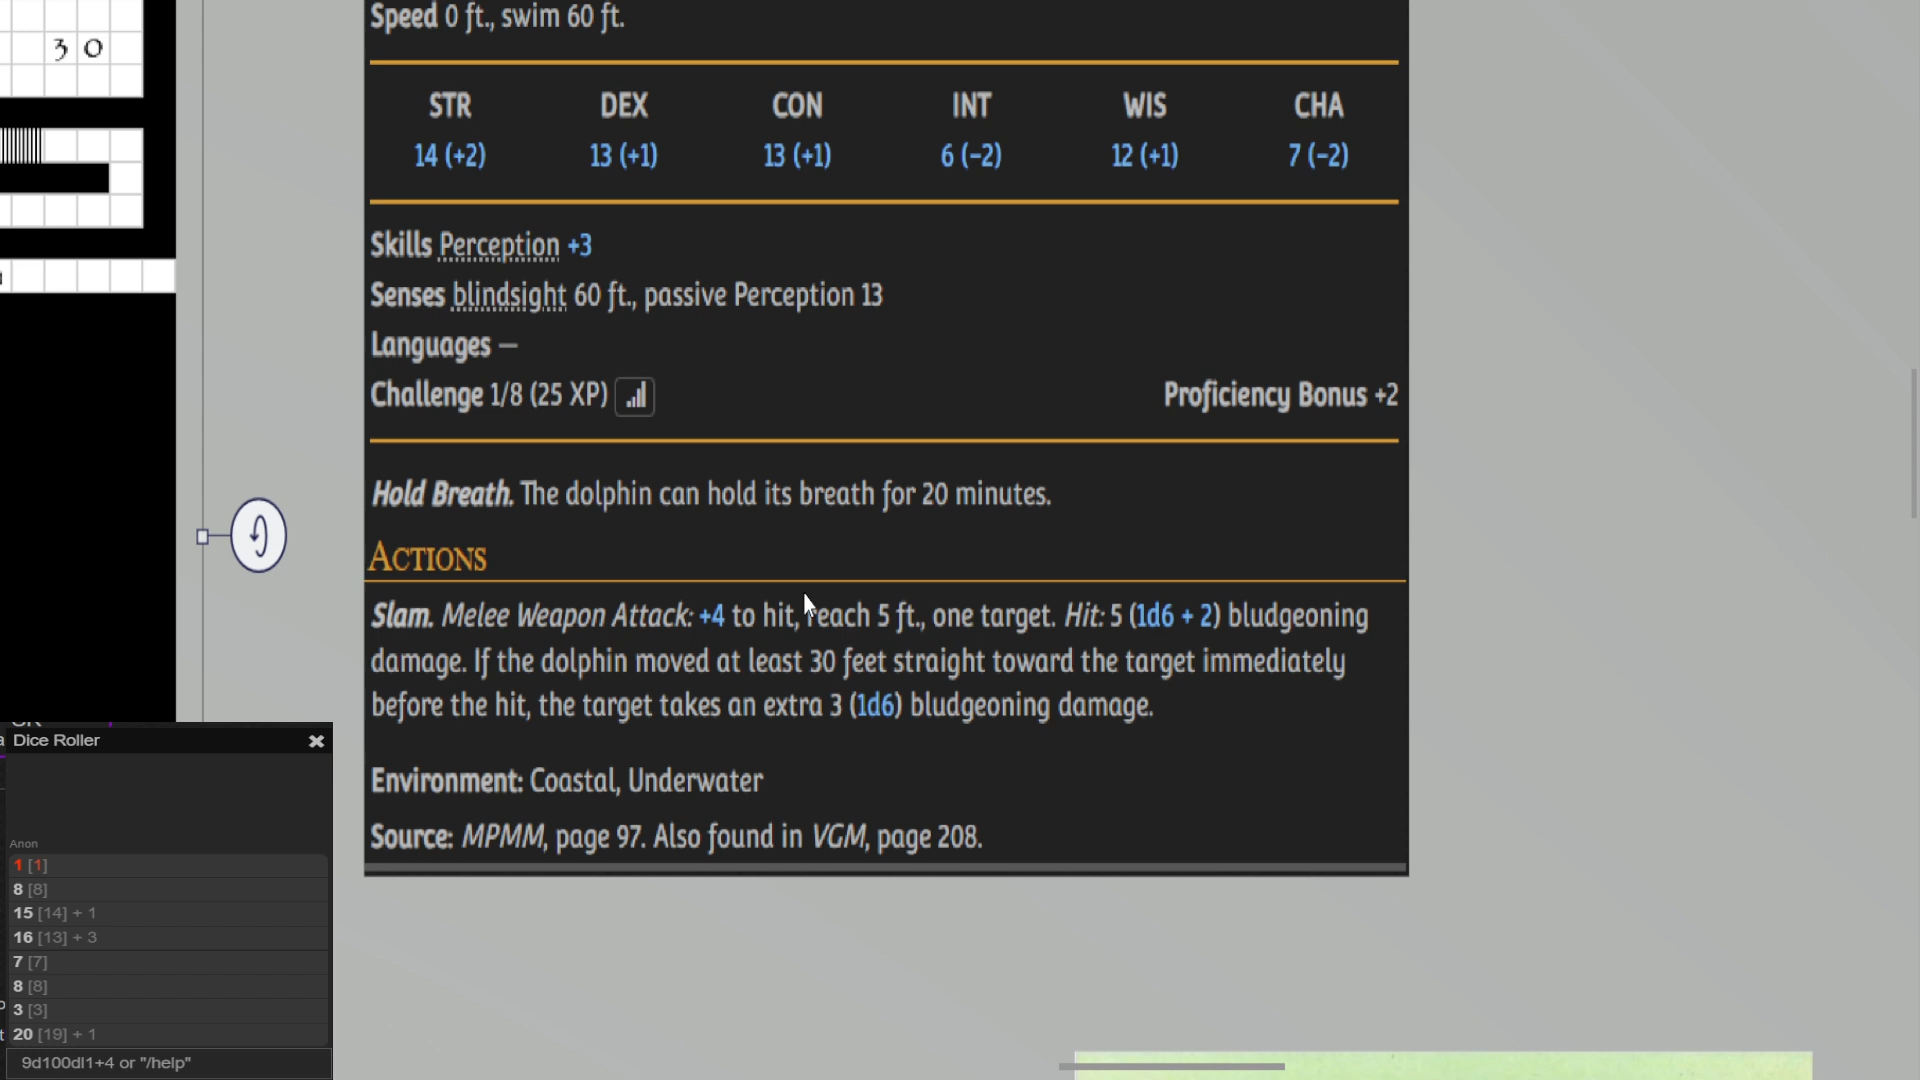 Speed 0 ft., swim 60 ft.
30
STR DEX CON INT WIS CHA
14 (+2) 13 (+1) 13 (+1) 6 (−2) 12 (+1) 7 (−2)
Skills Perception +3
Senses blindsight 60 ft., passive Perception 13
Languages —
Challenge 1/8 (25 XP) Proficiency Bonus +2
Hold Breath. The dolphin can hold its breath for 20 minutes.
ACTIONS
Slam. Melee Weapon Attack: +4 to hit, reach 5 ft., one target. Hit: 5 (1d6 + 2) bludgeoning
damage. If the dolphin moved at least 30 feet straight toward the target immediately
before the hit, the target takes an extra 3 (1d6) bludgeoning damage.
Environment: Coastal, Underwater
Source: MPMM, page 97. Also found in VGM, page 208.
Dice Roller
Anon
1 [1]
8 [8]
15 [14] + 1
16 [13] + 3
7 [7]
8 [8]
3 [3]
20 [19] + 1
9d100dl1+4 or "/help"